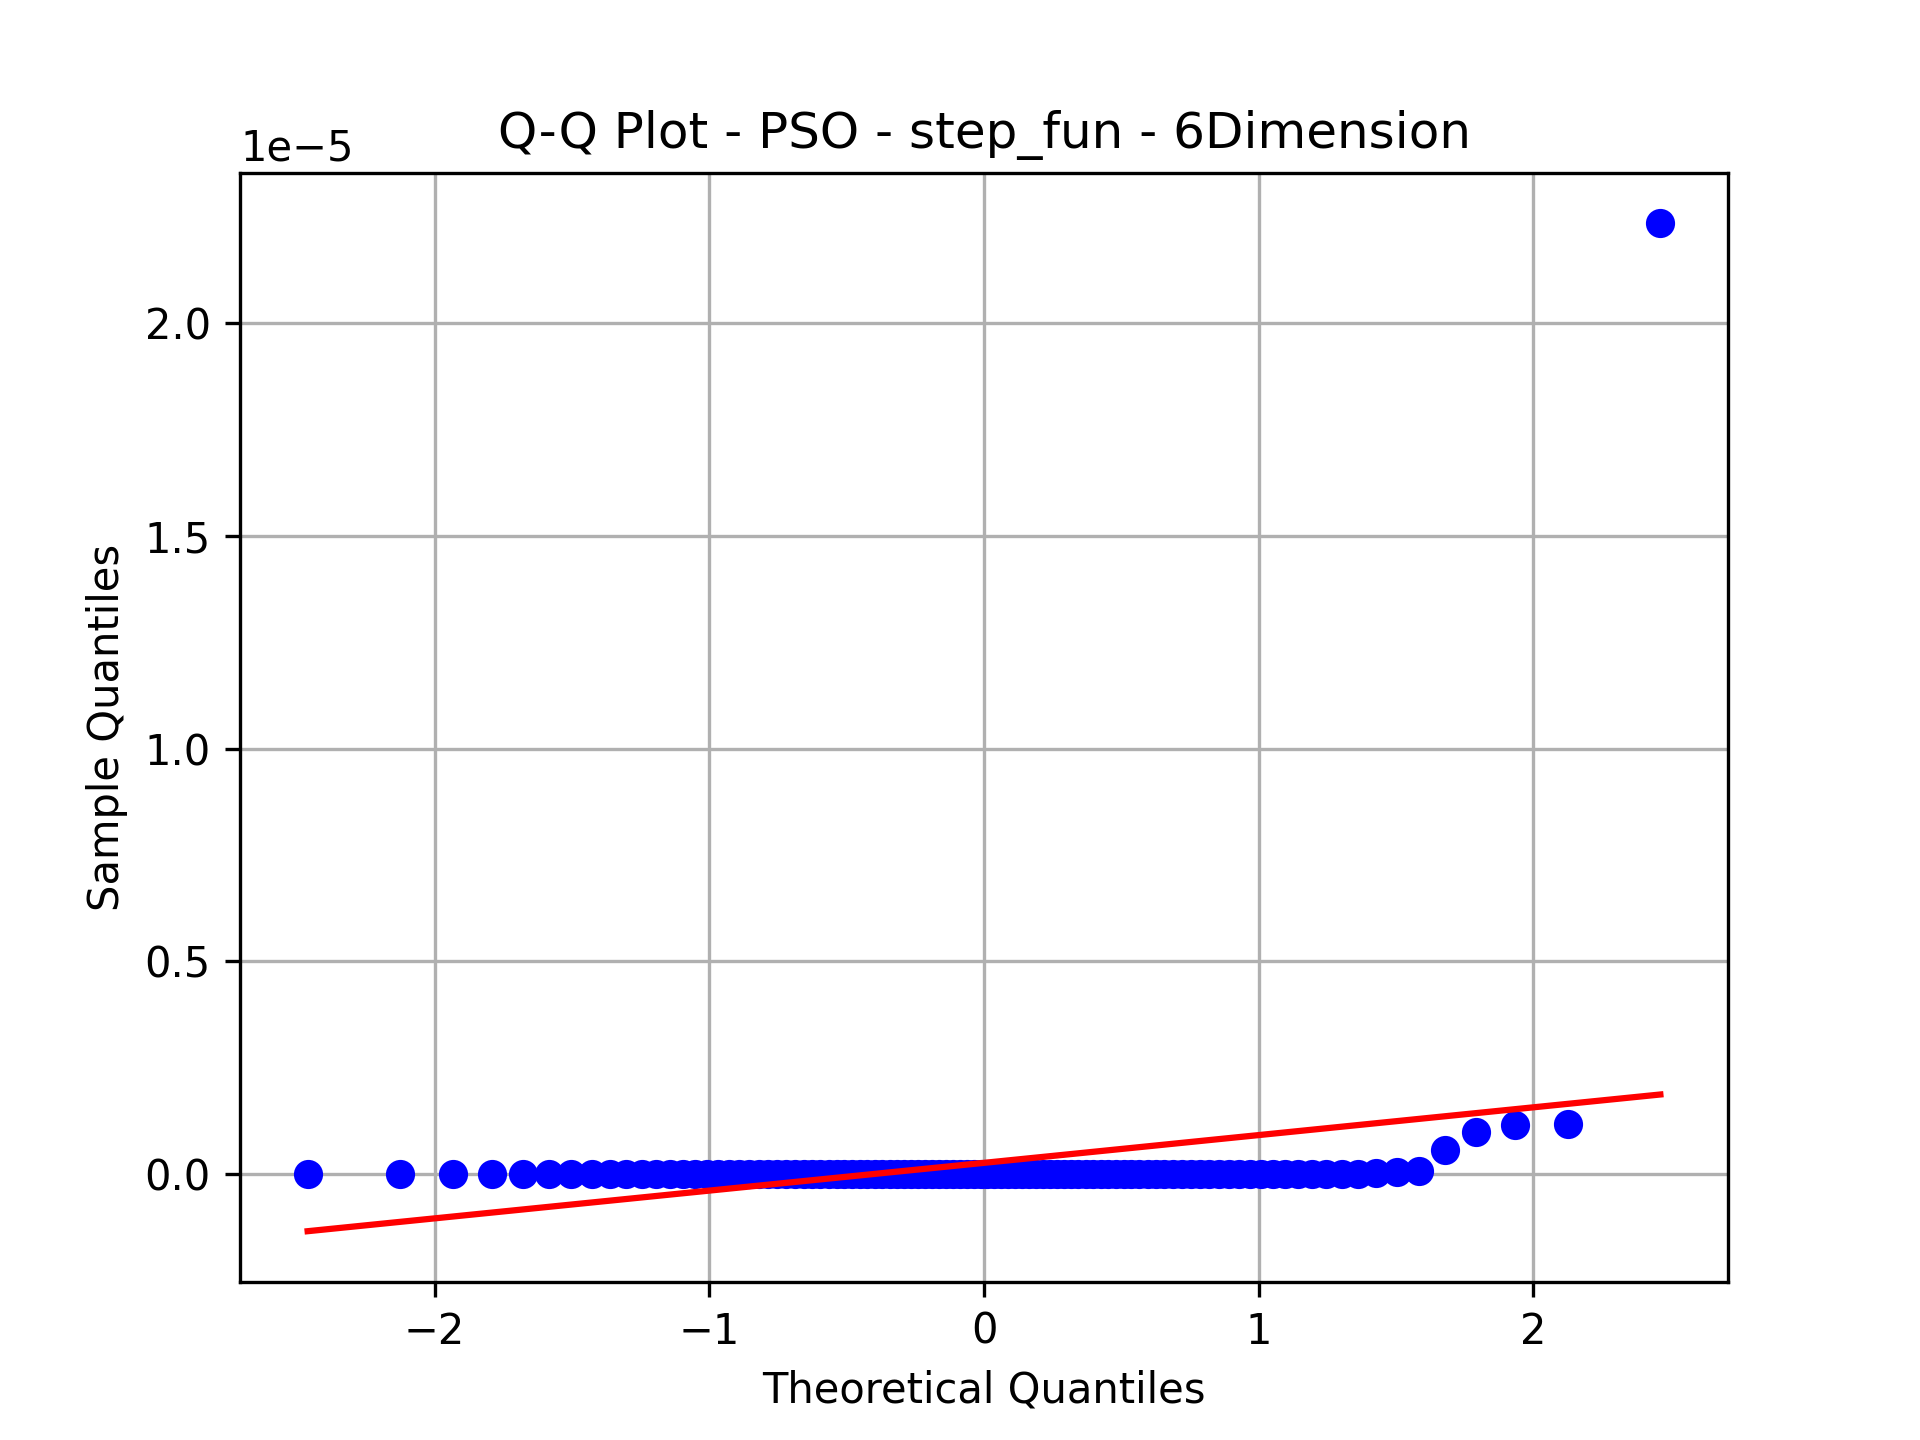 Q-Q Plot - PSO - step_fun - 6Dimension
1e−5
2.0
1.5
1.0
0.5
0.0
Sample Quantiles
−2 −1 0 1 2
Theoretical Quantiles